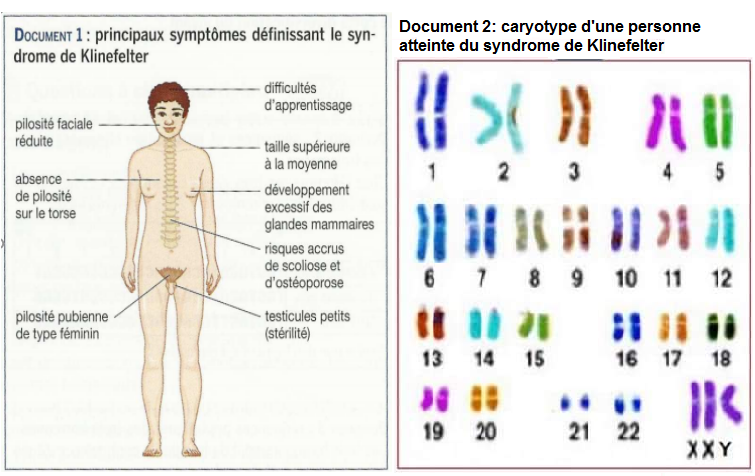 DOCUMENT 1 : principaux symptômes définissant le syn-
drome de Klinefelter
difficultés
d'apprentissage
pilosité faciale
réduite
taille supérieure
à la moyenne
absence
de pilosité
sur le torse
développement
excessif des
glandes mammaires
risques accrus
de scoliose et
d'ostéoporose
pilosité pubienne
de type féminin
testicules petits
(stérilité)
Document 2: caryotype d'une personne
atteinte du syndrome de Klinefelter
1 2 3 4 5
6 7 8 9 10 11 12
13 14 15 16 17 18
19 20 21 22 X X Y